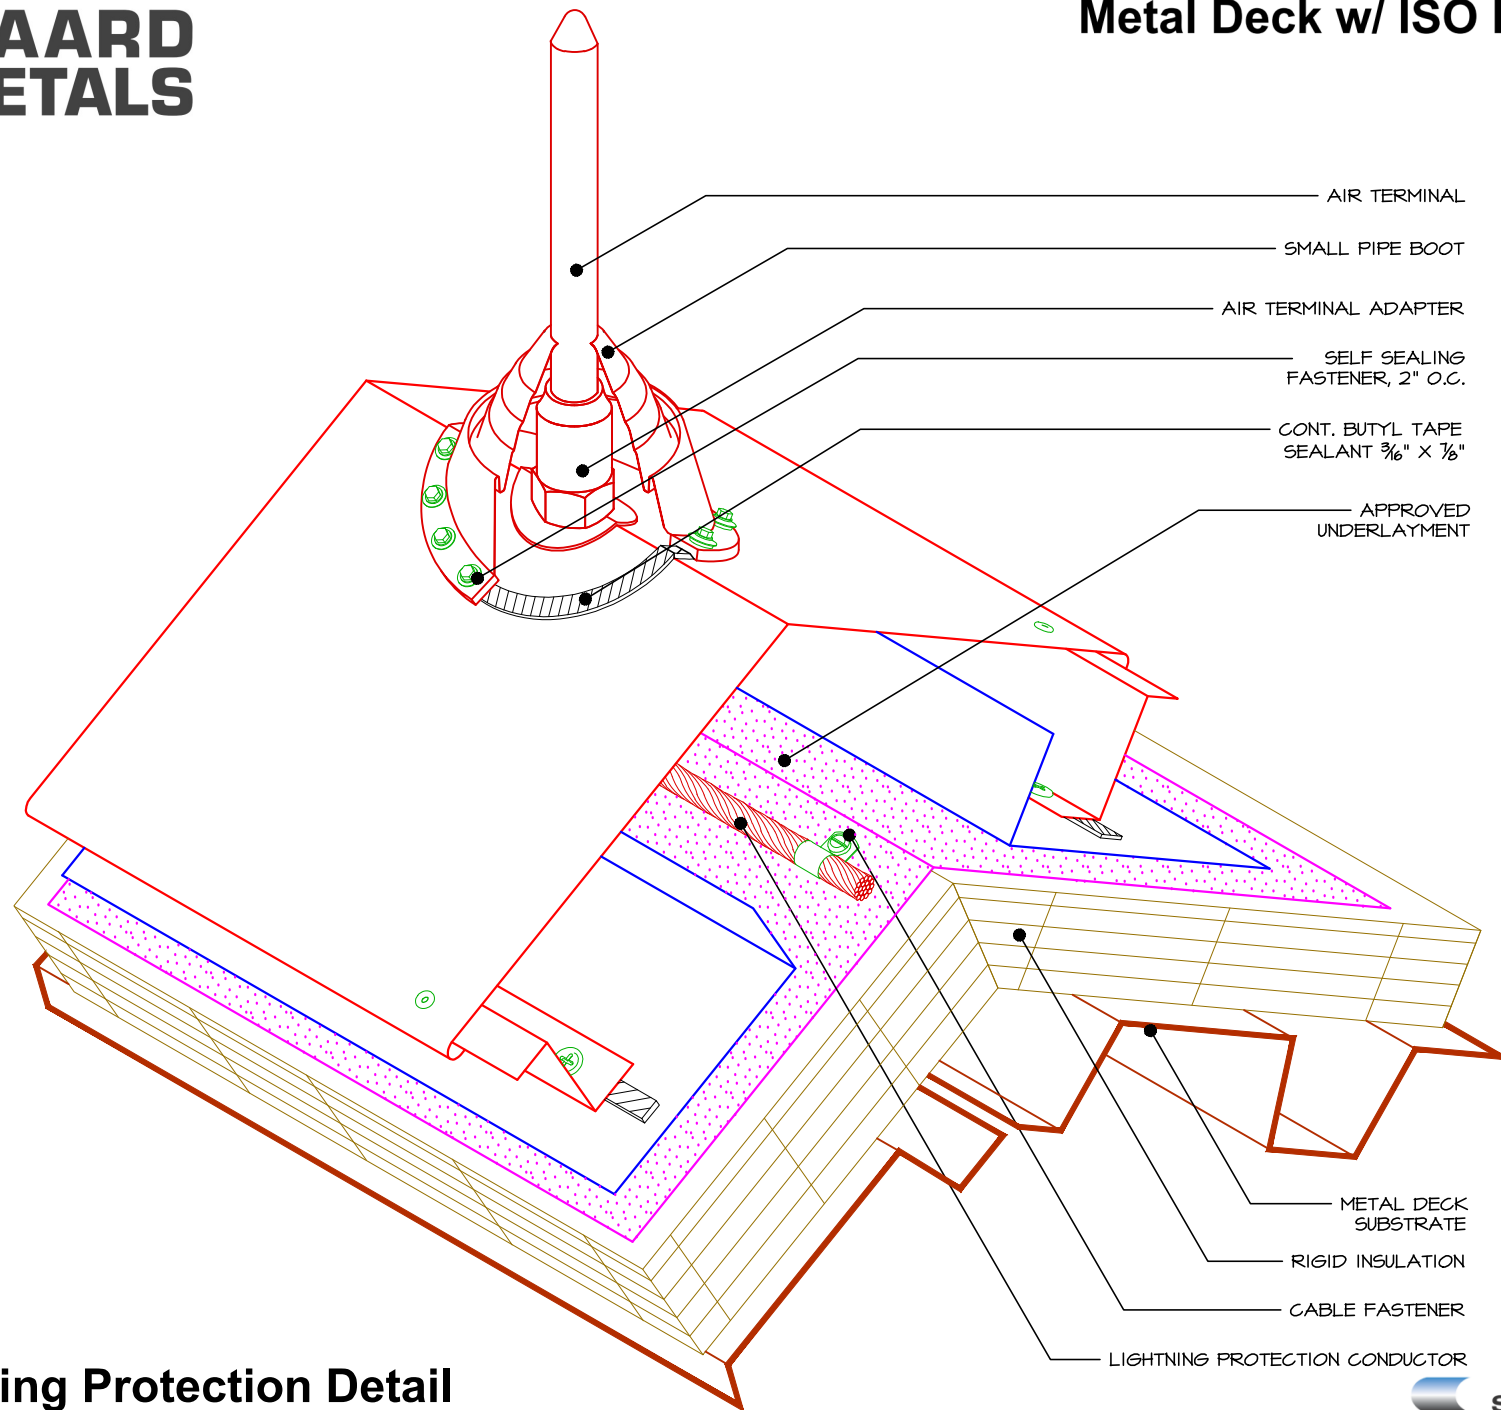 AARD
ETALS
Metal Deck w/ ISO
AIR TERMINAL
SMALL PIPE BOOT
AIR TERMINAL ADAPTER
SELF SEALING
FASTENER, 2" O.C.
CONT. BUTYL TAPE
SEALANT 3/16" X 7/8"
APPROVED
UNDERLAYMENT
METAL DECK
SUBSTRATE
RIGID INSULATION
CABLE FASTENER
LIGHTNING PROTECTION CONDUCTOR
ing Protection Detail
s